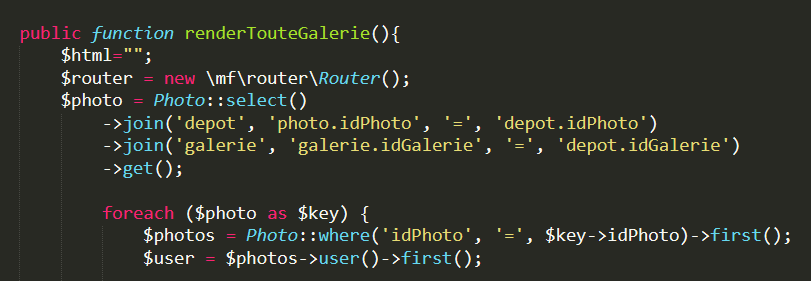 public function renderTouteGalerie(){
$html="";
$router = new \mf\router\Router();
$photo = Photo::select()
->join('depot', 'photo.idPhoto', '=', 'depot.idPhoto')
->join('galerie', 'galerie.idGalerie', '=', 'depot.idGalerie')
->get();
foreach ($photo as $key) {
$photos = Photo::where('idPhoto', '=', $key->idPhoto)->first();
$user = $photos->user()->first();